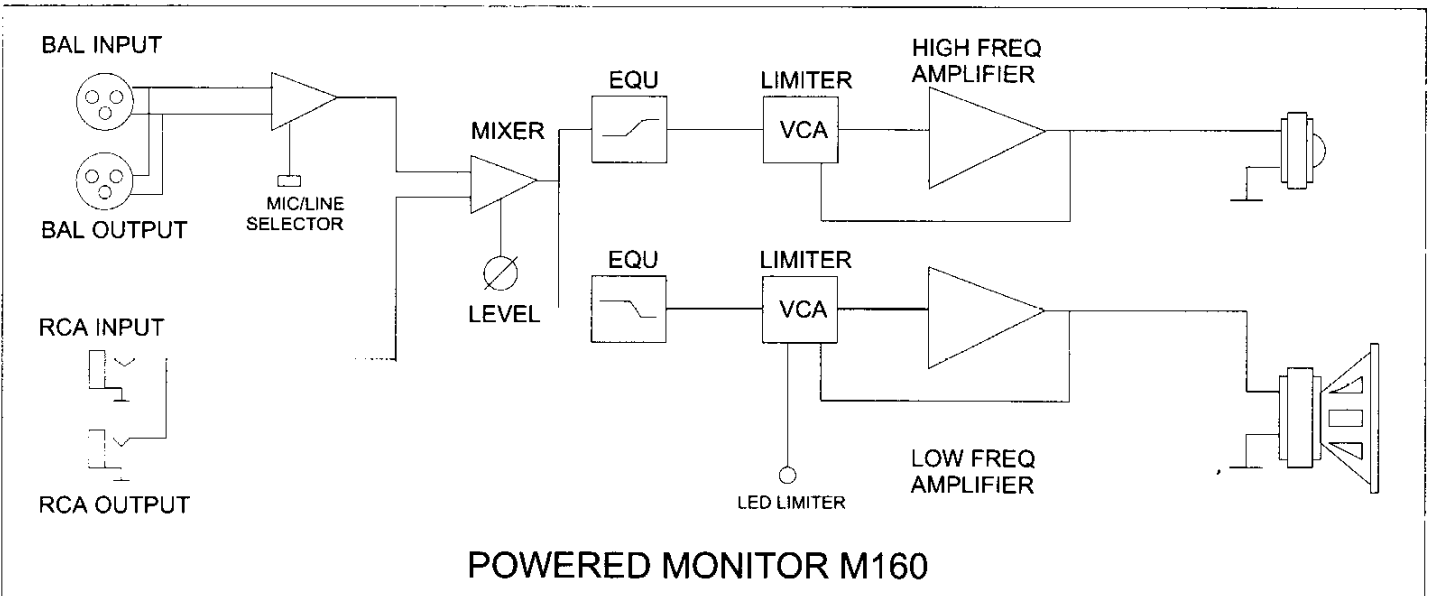 BAL INPUT
BAL OUTPUT
MIC/LINE
SELECTOR
RCA INPUT
RCA OUTPUT
MIXER
LEVEL
EQU
LIMITER
VCA
HIGH FREQ
AMPLIFIER
EQU
LIMITER
VCA
LED LIMITER
LOW FREQ
AMPLIFIER
POWERED MONITOR M160